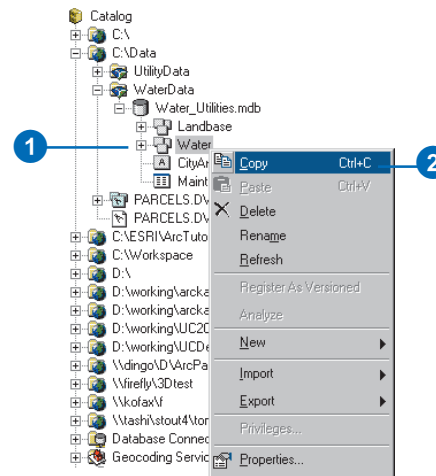 Catalog
C:\
C:\Data
UtilityData
WaterData
Water_Utilities.mdb
Landbase
1
Water
2
Copy Ctrl+C
CityAr
Paste Ctrl+V
Maint
Delete
PARCELS.DV
PARCELS.DV
Rename
C:\ESRI\ArcTuto
C:\Workspace
Refresh
D:\
Register As Versioned
D:\working\arcka
Analyze
D:\working\arcka
D:\working\UC20
New
D:\working\UCDe
\\dingo\D\ArcPa
Import
\\firefly\3Dtest
\\kofax\f
Export
\\tashi\stout4\tor
Privileges...
Database Connec
Geocoding Servic
Properties...